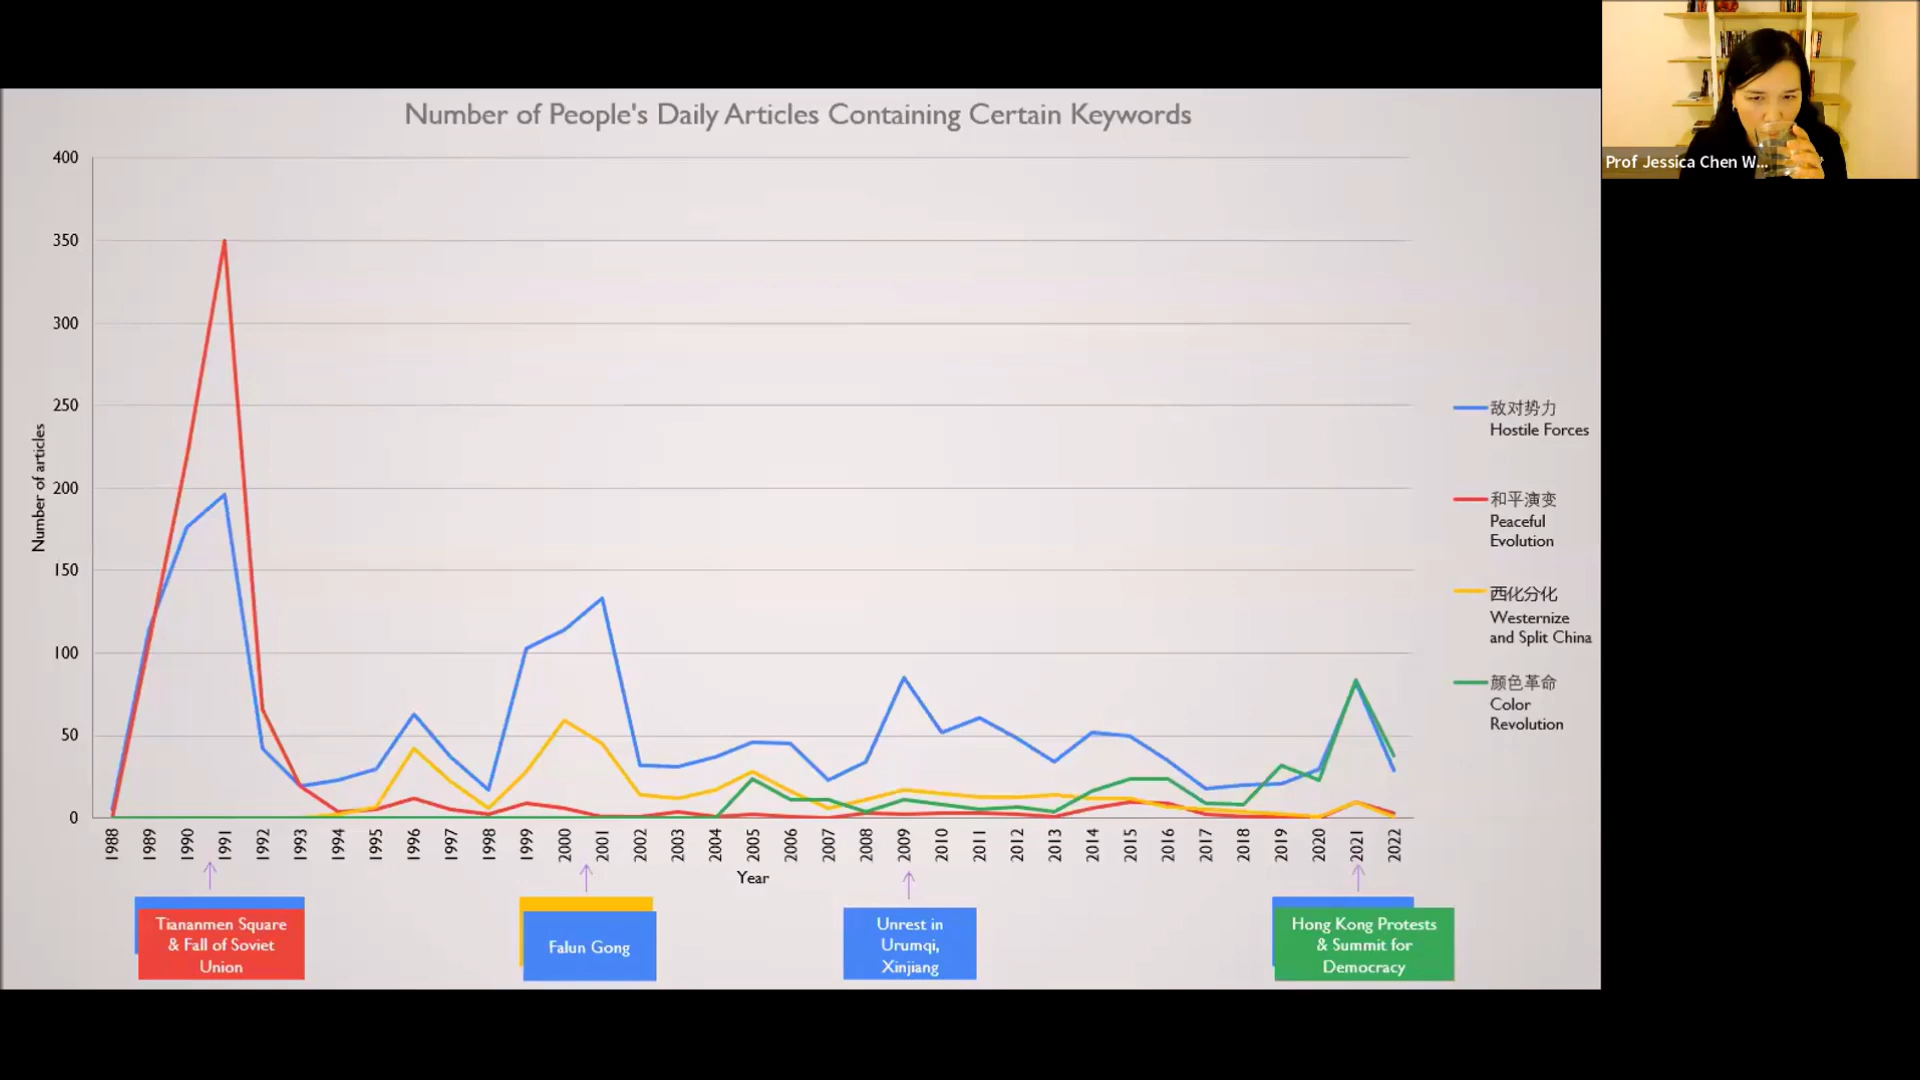 Number of People's Daily Articles Containing Certain Keywords
Prof Jessica Chen W...
400
350
300
250
200
150
100
50
0
Number of articles
敌对势力
Hostile Forces
和平演变
Peaceful
Evolution
西化分化
Westernize
and Split China
颜色革命
Color
Revolution
1988 1989 1990 1991 1992 1993 1994 1995 1996 1997 1998 1999 2000 2001 2002 2003 2004 2005 2006 2007 2008 2009 2010 2011 2012 2013 2014 2015 2016 2017 2018 2019 2020 2021 2022
Year
Tiananmen Square
& Fall of Soviet
Union
Falun Gong
Unrest in
Urumqi,
Xinjiang
Hong Kong Protests
& Summit for
Democracy